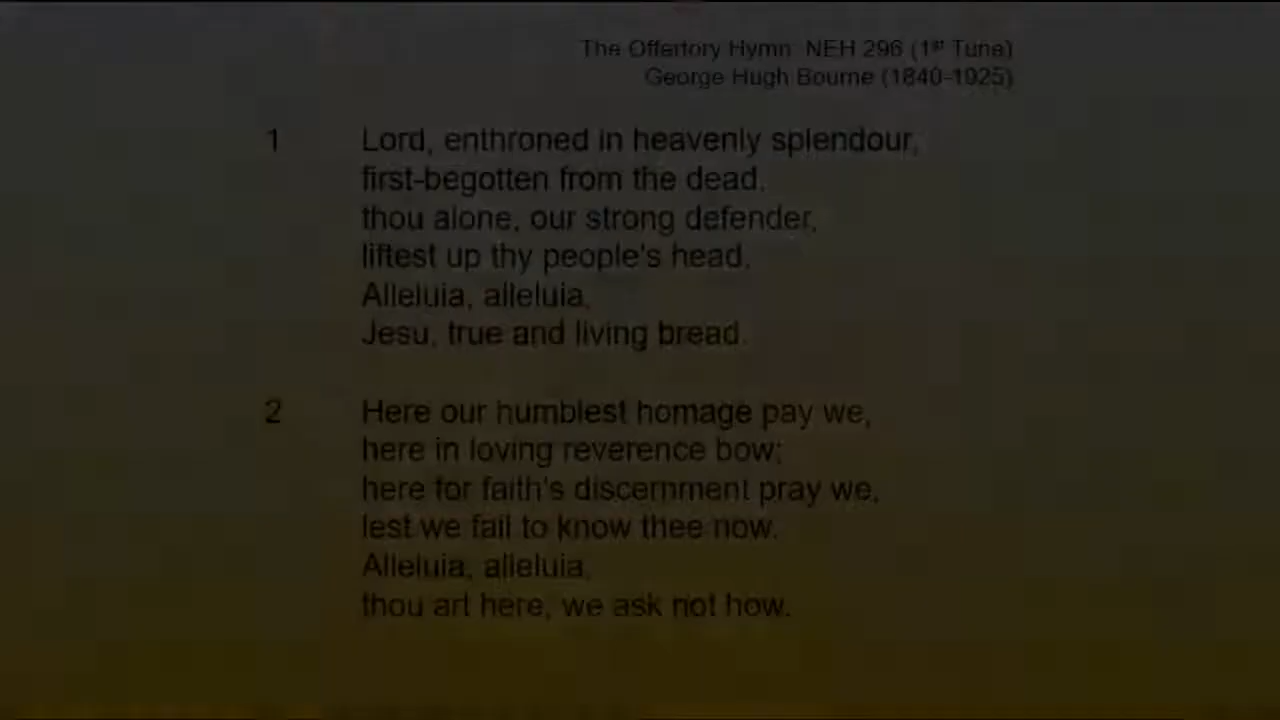 The Offertory Hymn: NEH 296 (1st Tune)
George Hugh Bourne (1840-1925)
1 Lord, enthroned in heavenly splendour,
first-begotten from the dead,
thou alone, our strong defender,
liftest up thy people's head.
Alleluia, alleluia,
Jesu, true and living bread.
2 Here our humblest homage pay we,
here in loving reverence bow;
here for faith's discernment pray we,
lest we fail to know thee now.
Alleluia, alleluia,
thou art here, we ask not how.